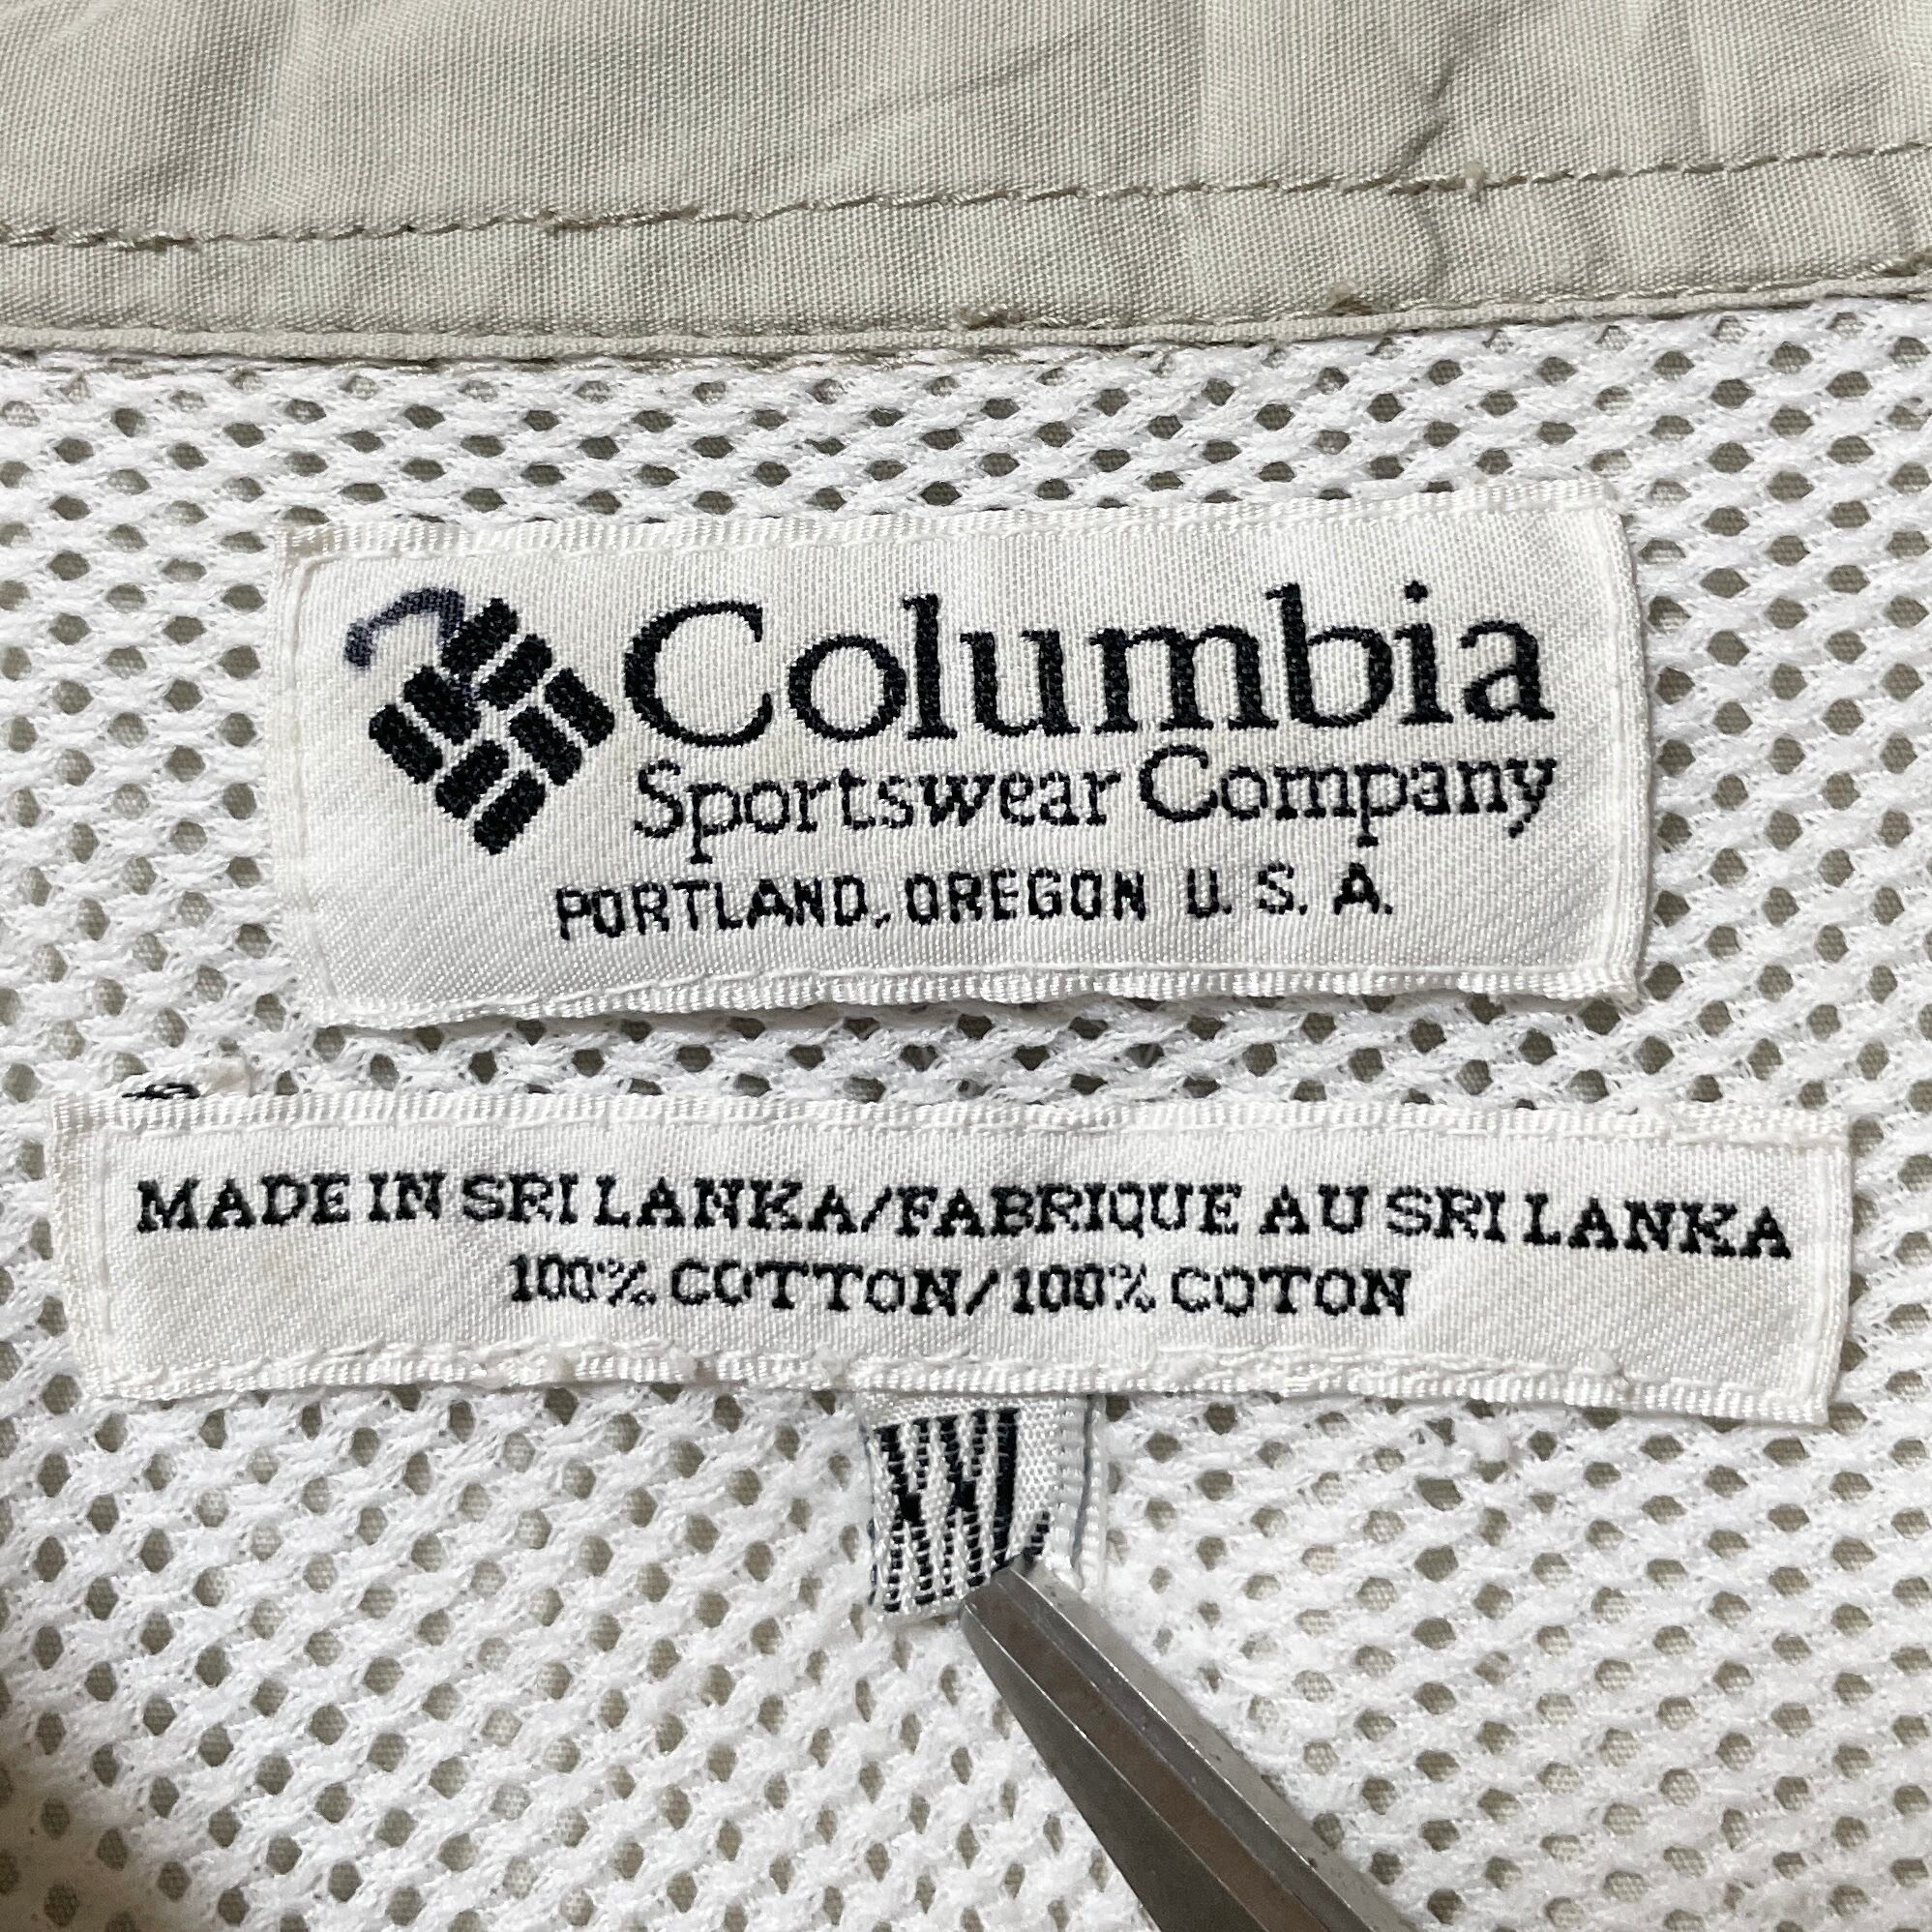 Columbia
Sportswear Company
PORTLAND, OREGON U. S. A.
MADE IN SRI LANKA/FABRIQUE AU SRI LANKA
100% COTTON/100% COTON
XXL